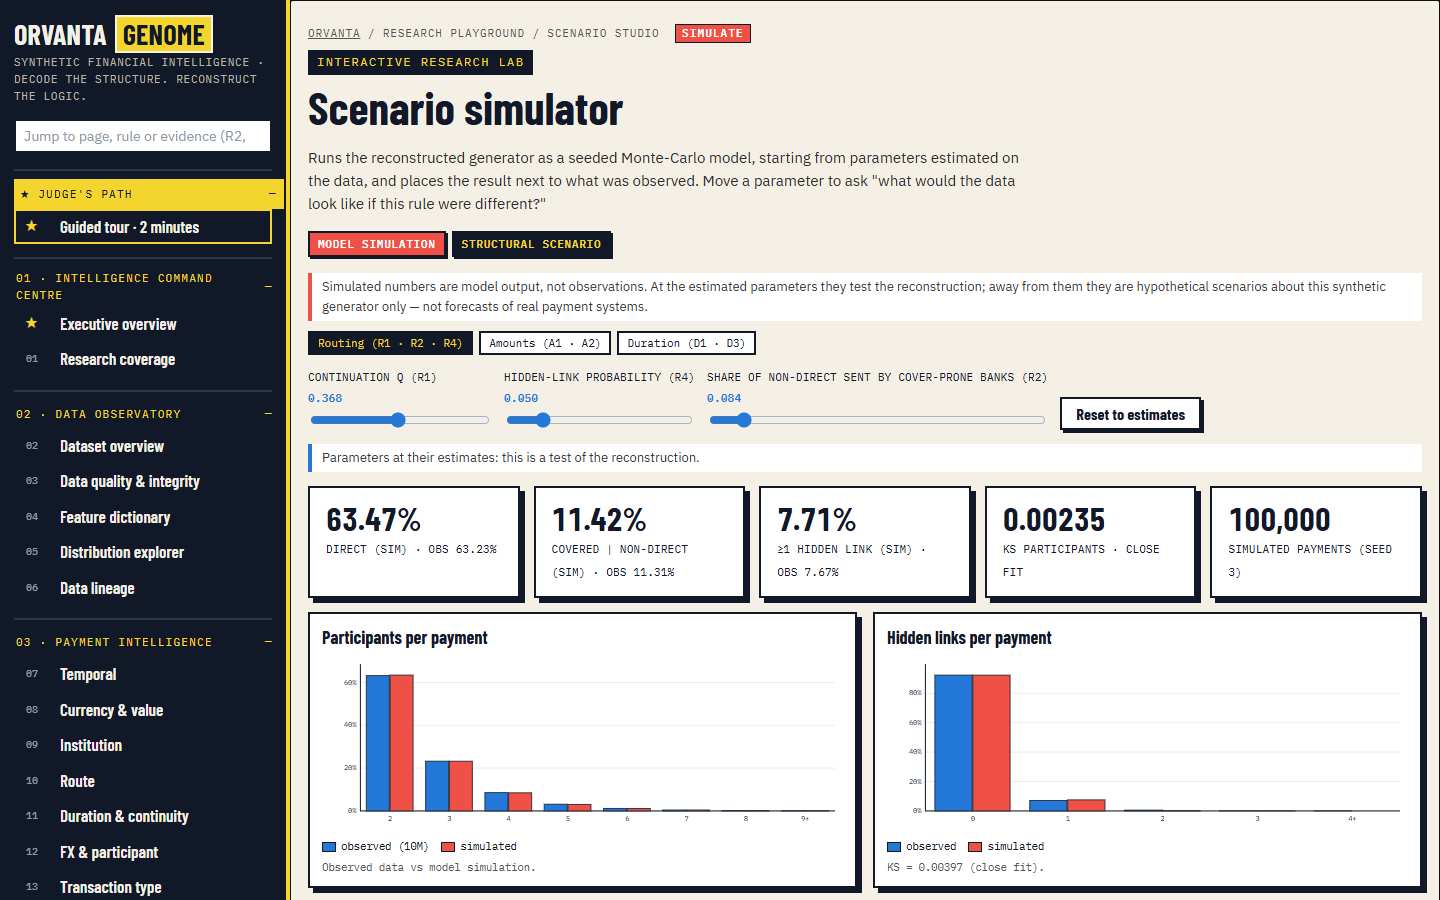 ORVANTA GENOME
SYNTHETIC FINANCIAL INTELLIGENCE ·
DECODE THE STRUCTURE. RECONSTRUCT
THE LOGIC.
Jump to page, rule or evidence (R2,
★ JUDGE'S PATH –
★ Guided tour · 2 minutes
01 · INTELLIGENCE COMMAND
CENTRE –
★ Executive overview
01 Research coverage
02 · DATA OBSERVATORY –
02 Dataset overview
03 Data quality & integrity
04 Feature dictionary
05 Distribution explorer
06 Data lineage
03 · PAYMENT INTELLIGENCE –
07 Temporal
08 Currency & value
09 Institution
10 Route
11 Duration & continuity
12 FX & participant
13 Transaction type
ORVANTA / RESEARCH PLAYGROUND / SCENARIO STUDIO SIMULATE
INTERACTIVE RESEARCH LAB
Scenario simulator
Runs the reconstructed generator as a seeded Monte-Carlo model, starting from parameters estimated on
the data, and places the result next to what was observed. Move a parameter to ask "what would the data
look like if this rule were different?"
MODEL SIMULATION STRUCTURAL SCENARIO
Simulated numbers are model output, not observations. At the estimated parameters they test the reconstruction; away from them they are hypothetical scenarios about this synthetic
generator only — not forecasts of real payment systems.
Routing (R1 · R2 · R4) Amounts (A1 · A2) Duration (D1 · D3)
CONTINUATION Q (R1) HIDDEN-LINK PROBABILITY (R4) SHARE OF NON-DIRECT SENT BY COVER-PRONE BANKS (R2)
0.368 0.050 0.084
Reset to estimates
Parameters at their estimates: this is a test of the reconstruction.
63.47%
DIRECT (SIM) · OBS 63.23%
11.42%
COVERED | NON-DIRECT
(SIM) · OBS 11.31%
7.71%
≥1 HIDDEN LINK (SIM) ·
OBS 7.67%
0.00235
KS PARTICIPANTS · CLOSE
FIT
100,000
SIMULATED PAYMENTS (SEED
3)
Participants per payment
60%
40%
20%
0%
2 3 4 5 6 7 8 9+
observed (10M) simulated
Observed data vs model simulation.
Hidden links per payment
80%
60%
40%
20%
0%
0 1 2 3 4+
observed simulated
KS = 0.00397 (close fit).